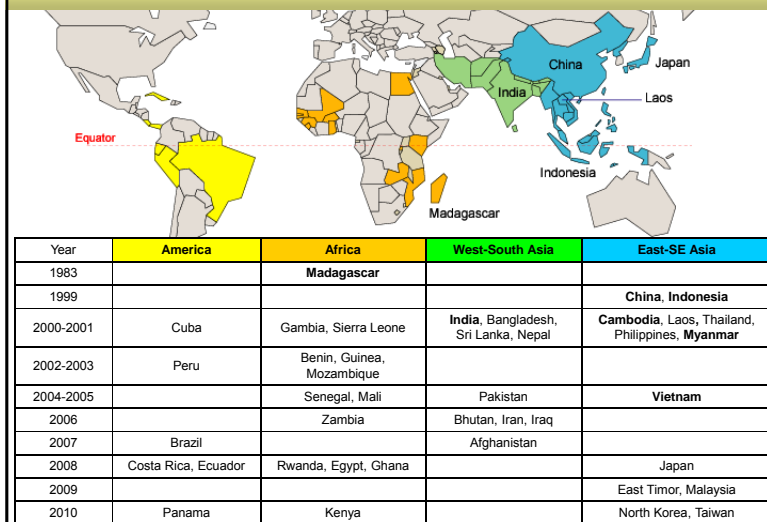 China
Japan
India
Laos
Equator
Indonesia
Madagascar
Year America Africa West-South Asia East-SE Asia
1983 Madagascar
1999 China, Indonesia
2000-2001 Cuba Gambia, Sierra Leone India, Bangladesh, Sri Lanka, Nepal Cambodia, Laos, Thailand, Philippines, Myanmar
2002-2003 Peru Benin, Guinea, Mozambique
2004-2005 Senegal, Mali Pakistan Vietnam
2006 Zambia Bhutan, Iran, Iraq
2007 Brazil Afghanistan
2008 Costa Rica, Ecuador Rwanda, Egypt, Ghana Japan
2009 East Timor, Malaysia
2010 Panama Kenya North Korea, Taiwan